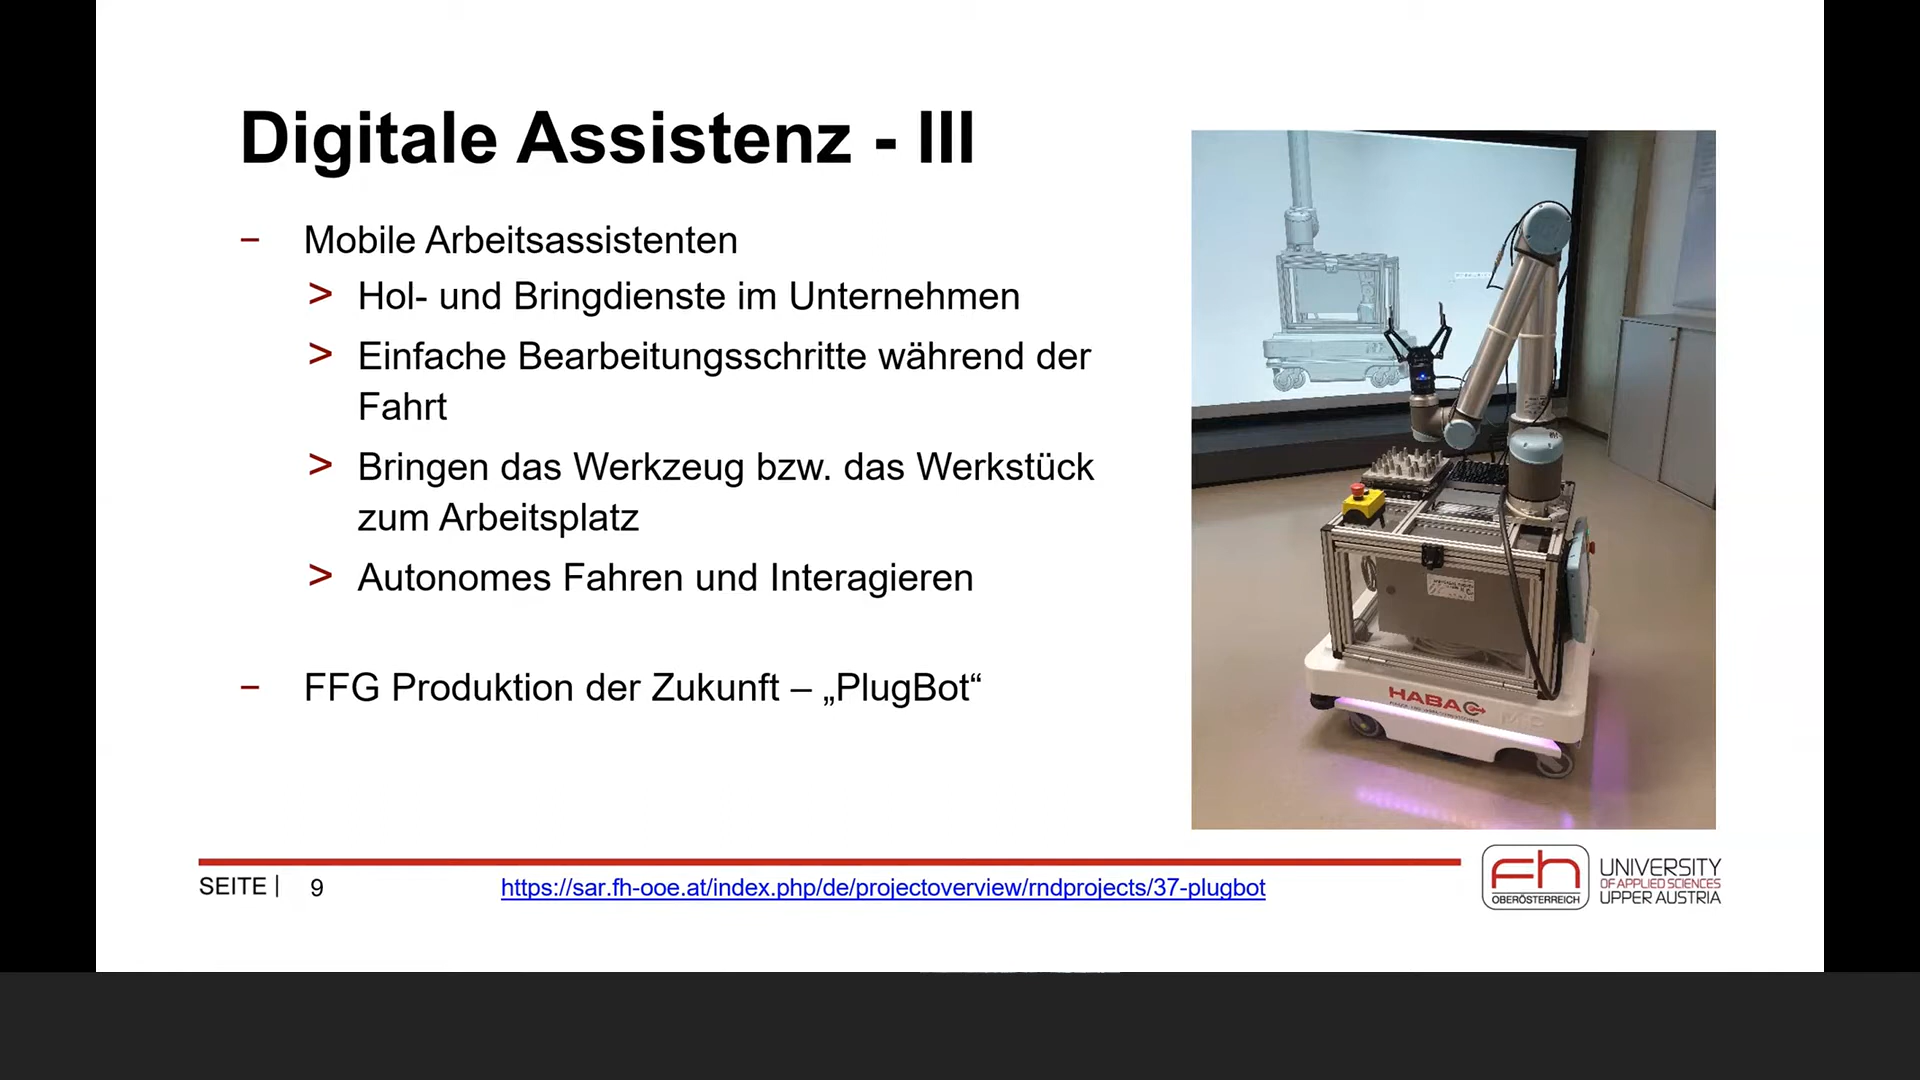 Digitale Assistenz - III
– Mobile Arbeitsassistenten
> Hol- und Bringdienste im Unternehmen
> Einfache Bearbeitungsschritte während der
Fahrt
> Bringen das Werkzeug bzw. das Werkstück
zum Arbeitsplatz
> Autonomes Fahren und Interagieren
– FFG Produktion der Zukunft – „PlugBot“
HABA
SEITE | 9
https://sar.fh-ooe.at/index.php/de/projectoverview/rndprojects/37-plugbot
fh
OBERÖSTERREICH
UNIVERSITY
OF APPLIED SCIENCES
UPPER AUSTRIA